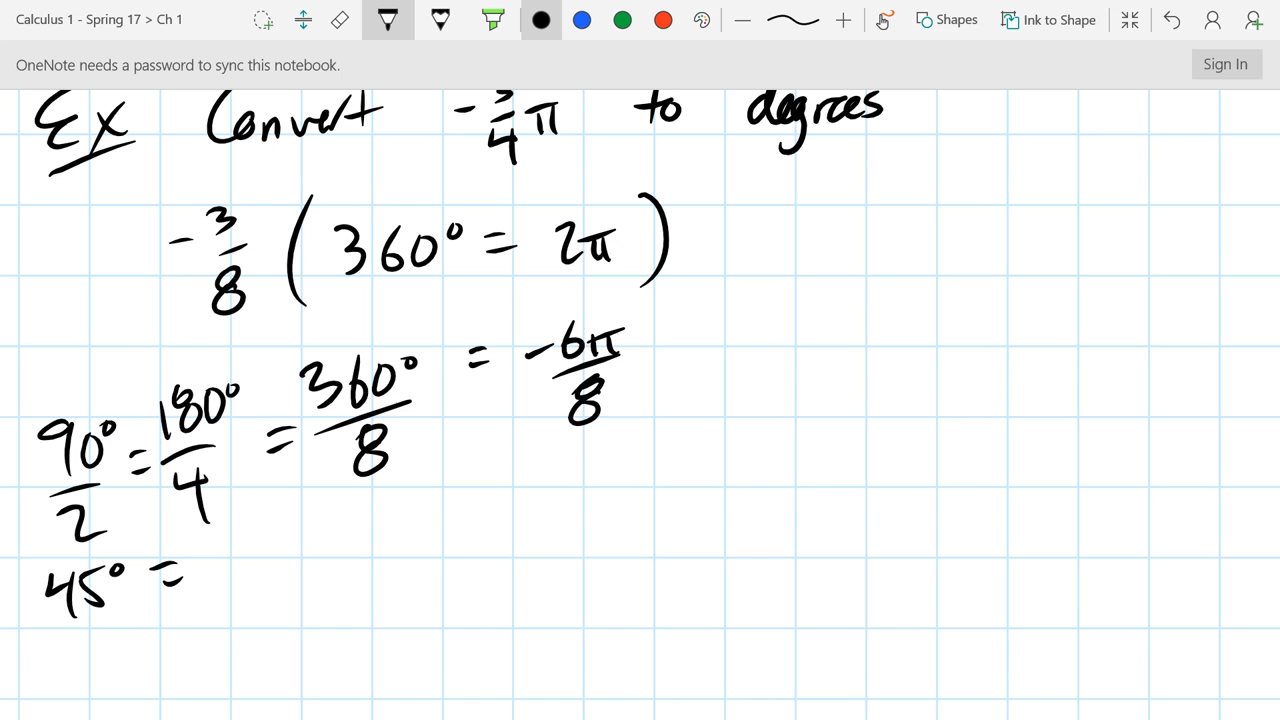 Calculus 1 - Spring 17 > Ch 1
Shapes
Ink to Shape
OneNote needs a password to sync this notebook.
Sign In
Ex Convert -3/4 π to degrees
-3/8 (360° = 2π)
90°/2 = 180°/4 = 360°/8 = -6π/8
45° =